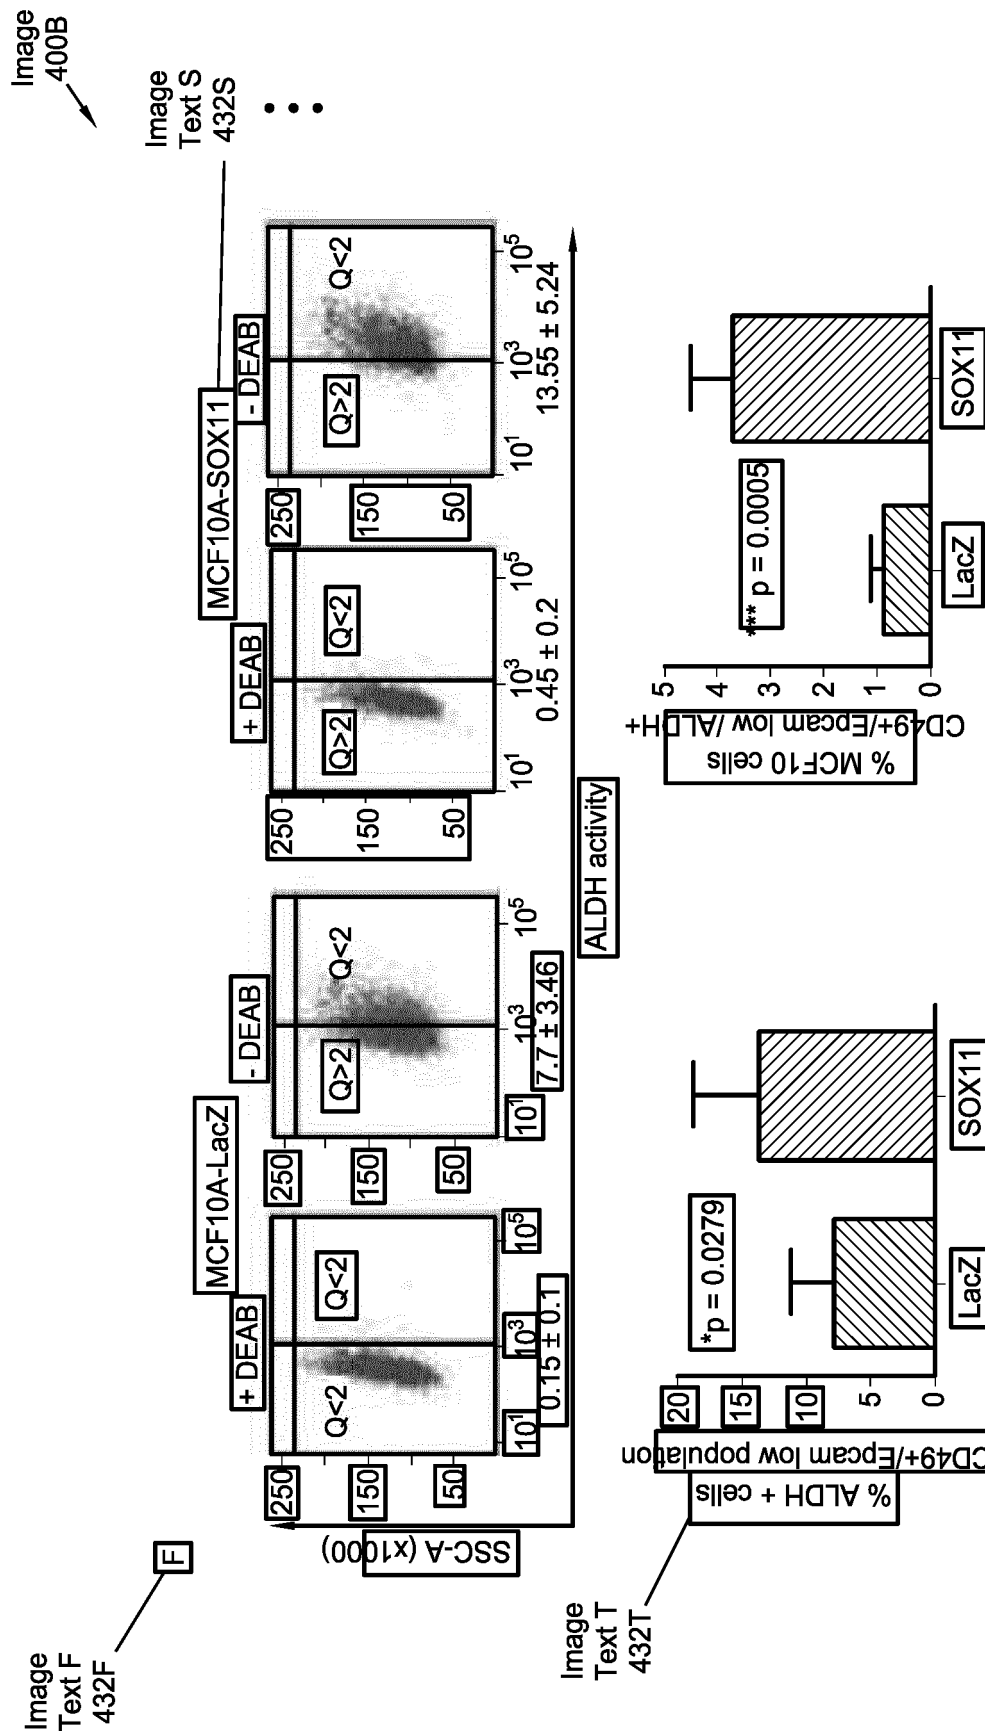 Image
400B
Image
Text F
432F
F
Image
Text S
432S
MCF10A-LacZ
MCF10A-SOX11
+ DEAB
- DEAB
+ DEAB
- DEAB
SSC-A (x1000)
250
150
50
Q<2
Q<2
10¹
10³
10⁵
0.15 ± 0.1
250
150
50
Q>2
Q<2
10¹
10³
10⁵
7.7 ± 3.46
250
150
50
Q>2
Q<2
10¹
10³
10⁵
0.45 ± 0.2
250
150
50
Q>2
Q<2
10¹
10³
10⁵
13.55 ± 5.24
ALDH activity
Image
Text T
432T
% ALDH + cells
CD49+/Epcam low population
20
15
10
5
0
*p = 0.0279
LacZ
SOX11
% MCF10 cells
CD49+/Epcam low /ALDH+
5
4
3
2
1
0
*** p = 0.0005
LacZ
SOX11